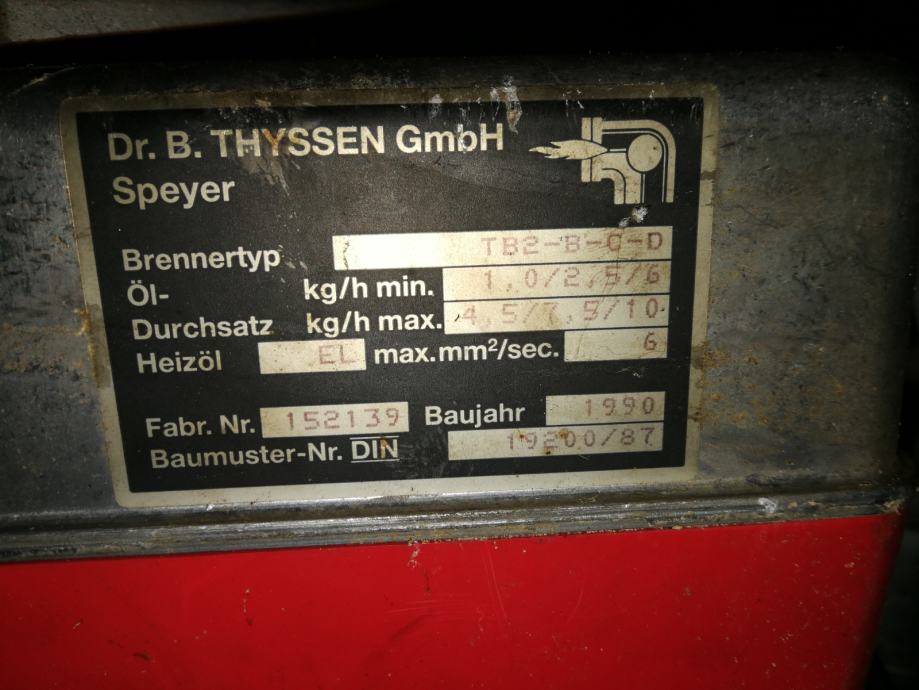 Dr. B. THYSSEN GmbH
Speyer
Brennertyp TB2-B-C-D
Öl- kg/h min. 1,0/2,5/6
Durchsatz kg/h max. 4,5/7,5/10
Heizöl EL max.mm²/sec. 6
Fabr. Nr. 152139 Baujahr 1990
Baumuster-Nr. DIN 19200/87